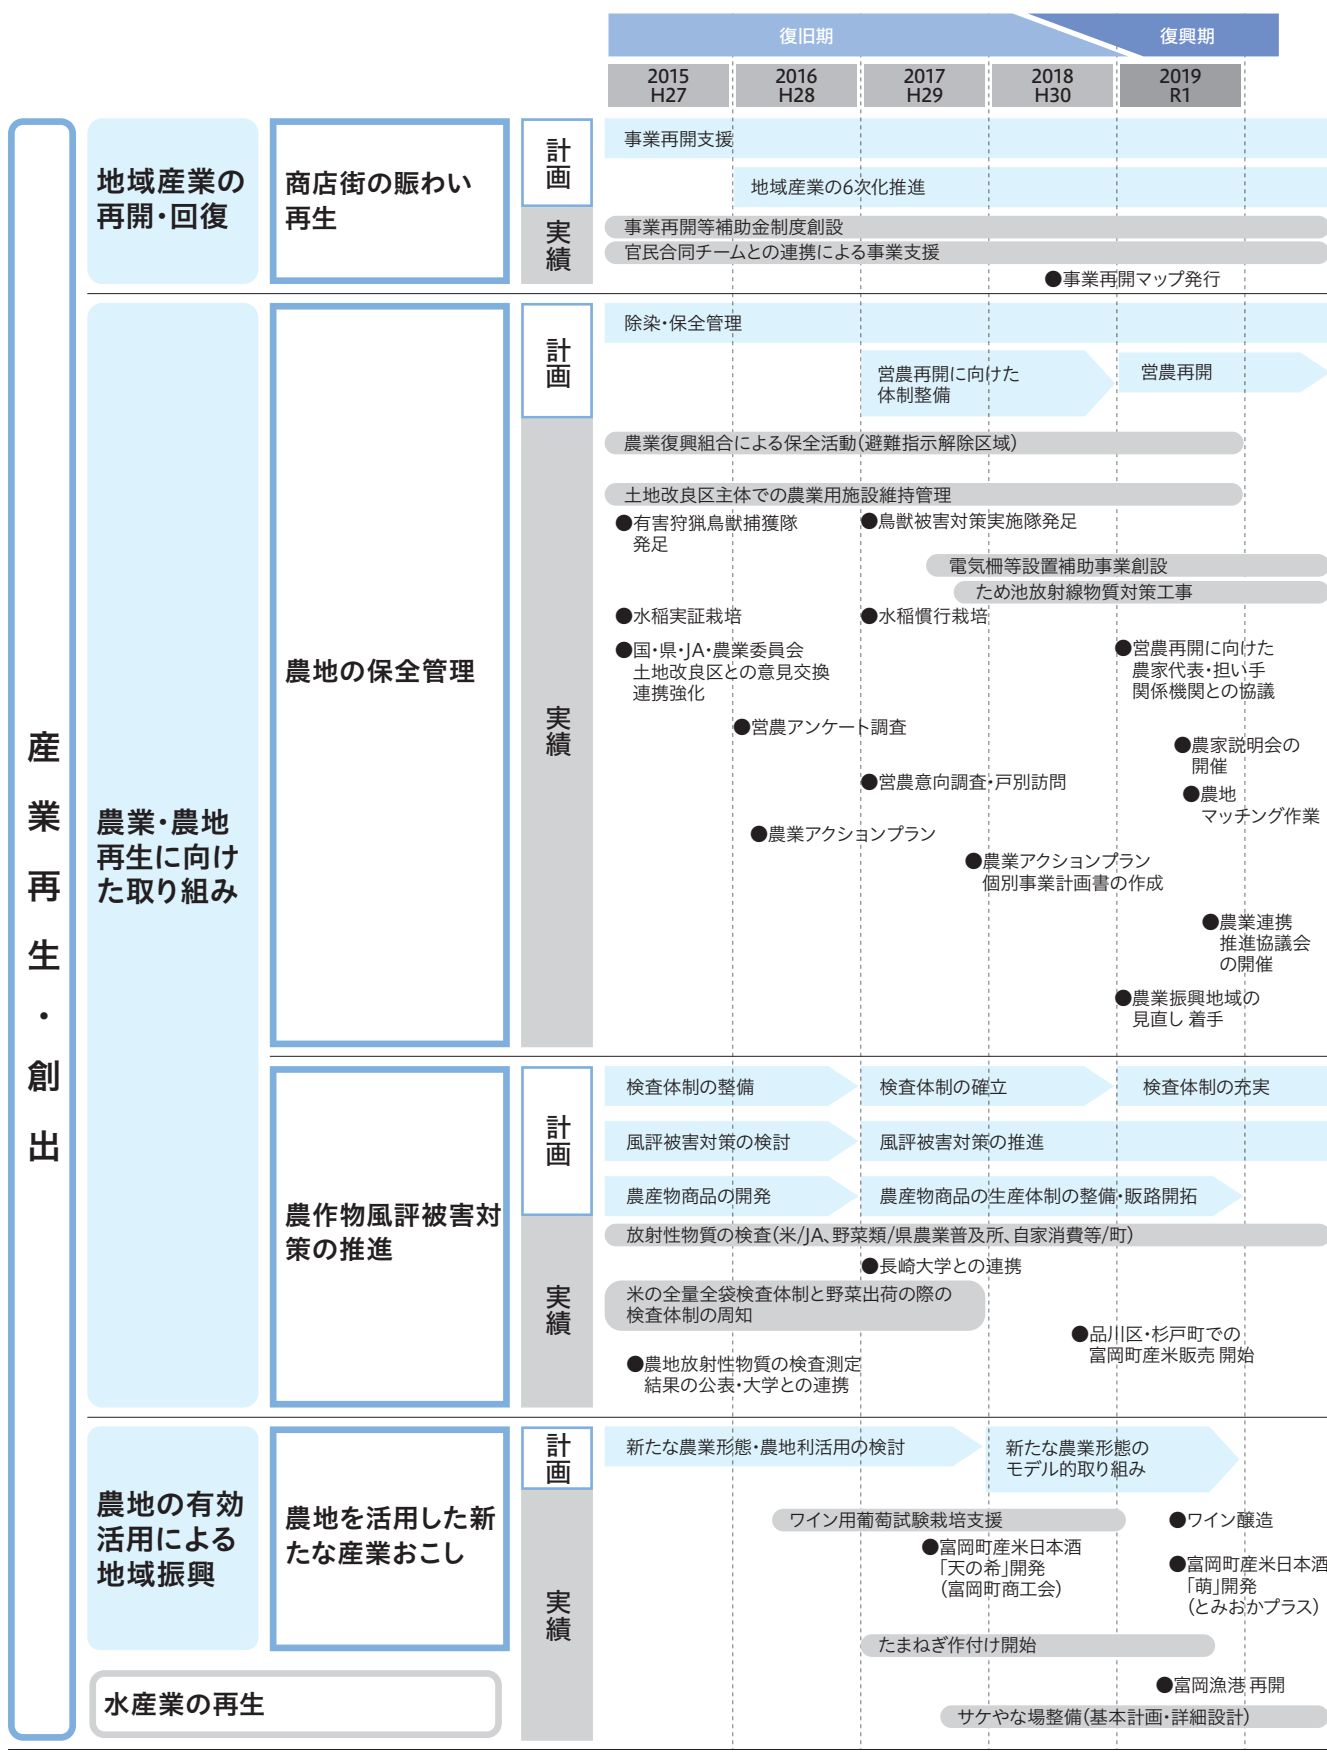 復旧期
復興期
2015
H27
2016
H28
2017
H29
2018
H30
2019
R1
産業再生・創出
地域産業の
再開・回復
商店街の賑わい
再生
計画
事業再開支援
地域産業の6次化推進
実績
事業再開等補助金制度創設
官民合同チームとの連携による事業支援
●事業再開マップ発行
農業・農地
再生に向け
た取り組み
農地の保全管理
計画
除染・保全管理
営農再開に向けた
体制整備
営農再開
実績
農業復興組合による保全活動(避難指示解除区域)
土地改良区主体での農業用施設維持管理
●有害狩猟鳥獣捕獲隊
発足
●鳥獣被害対策実施隊発足
電気柵等設置補助事業創設
ため池放射線物質対策工事
●水稲実証栽培
●水稲慣行栽培
●国・県・JA・農業委員会
土地改良区との意見交換
連携強化
●営農再開に向けた
農家代表・担い手
関係機関との協議
●営農アンケート調査
●農家説明会の
開催
●営農意向調査・戸別訪問
●農地
マッチング作業
●農業アクションプラン
●農業アクションプラン
個別事業計画書の作成
●農業連携
推進協議会
の開催
●農業振興地域の
見直し 着手
農作物風評被害対
策の推進
計画
検査体制の整備
検査体制の確立
検査体制の充実
風評被害対策の検討
風評被害対策の推進
農産物商品の開発
農産物商品の生産体制の整備・販路開拓
実績
放射性物質の検査(米/JA、野菜類/県農業普及所、自家消費等/町)
●長崎大学との連携
米の全量全袋検査体制と野菜出荷の際の
検査体制の周知
●品川区・杉戸町での
富岡町産米販売 開始
●農地放射性物質の検査測定
結果の公表・大学との連携
農地の有効
活用による
地域振興
農地を活用した新
たな産業おこし
計画
新たな農業形態・農地利活用の検討
新たな農業形態の
モデル的取り組み
実績
ワイン用葡萄試験栽培支援
●ワイン醸造
●富岡町産米日本酒
「天の希」開発
(富岡町商工会)
●富岡町産米日本酒
「萌」開発
(とみおかプラス)
たまねぎ作付け開始
水産業の再生
●富岡漁港 再開
サケやな場整備(基本計画・詳細設計)